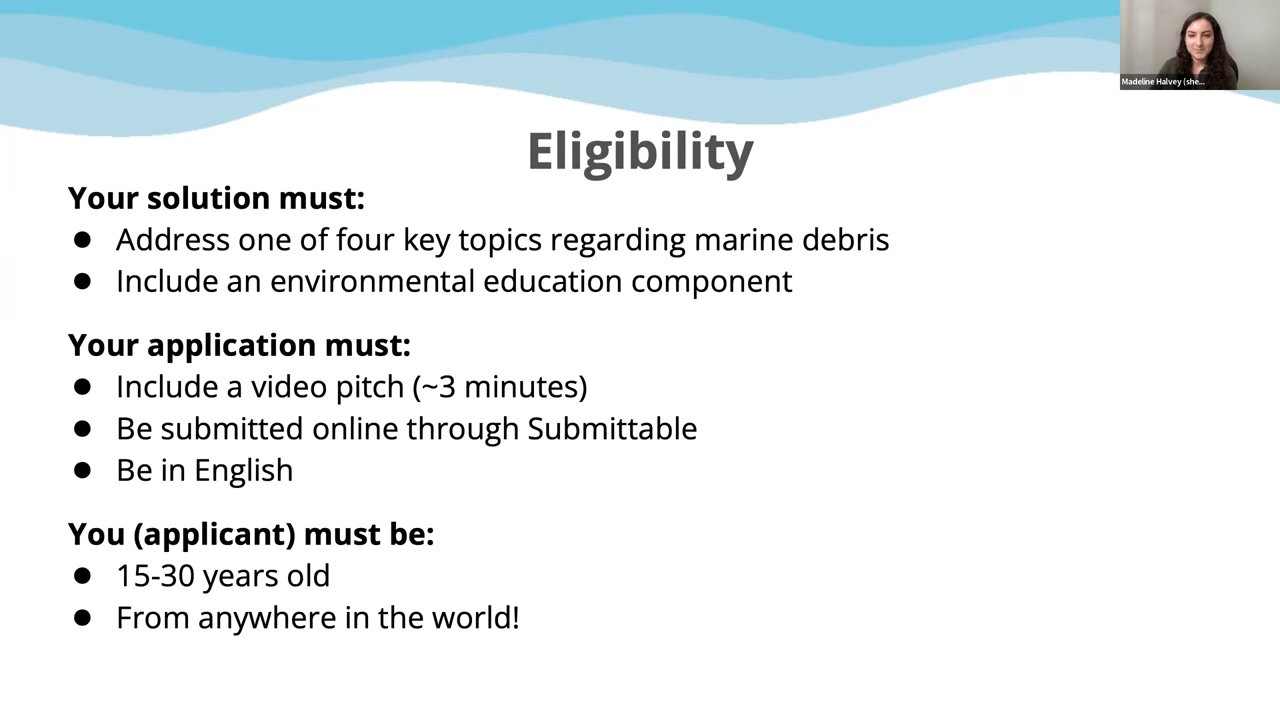 Madeline Halvey (she...
Eligibility
Your solution must:
● Address one of four key topics regarding marine debris
● Include an environmental education component
Your application must:
● Include a video pitch (~3 minutes)
● Be submitted online through Submittable
● Be in English
You (applicant) must be:
● 15-30 years old
● From anywhere in the world!